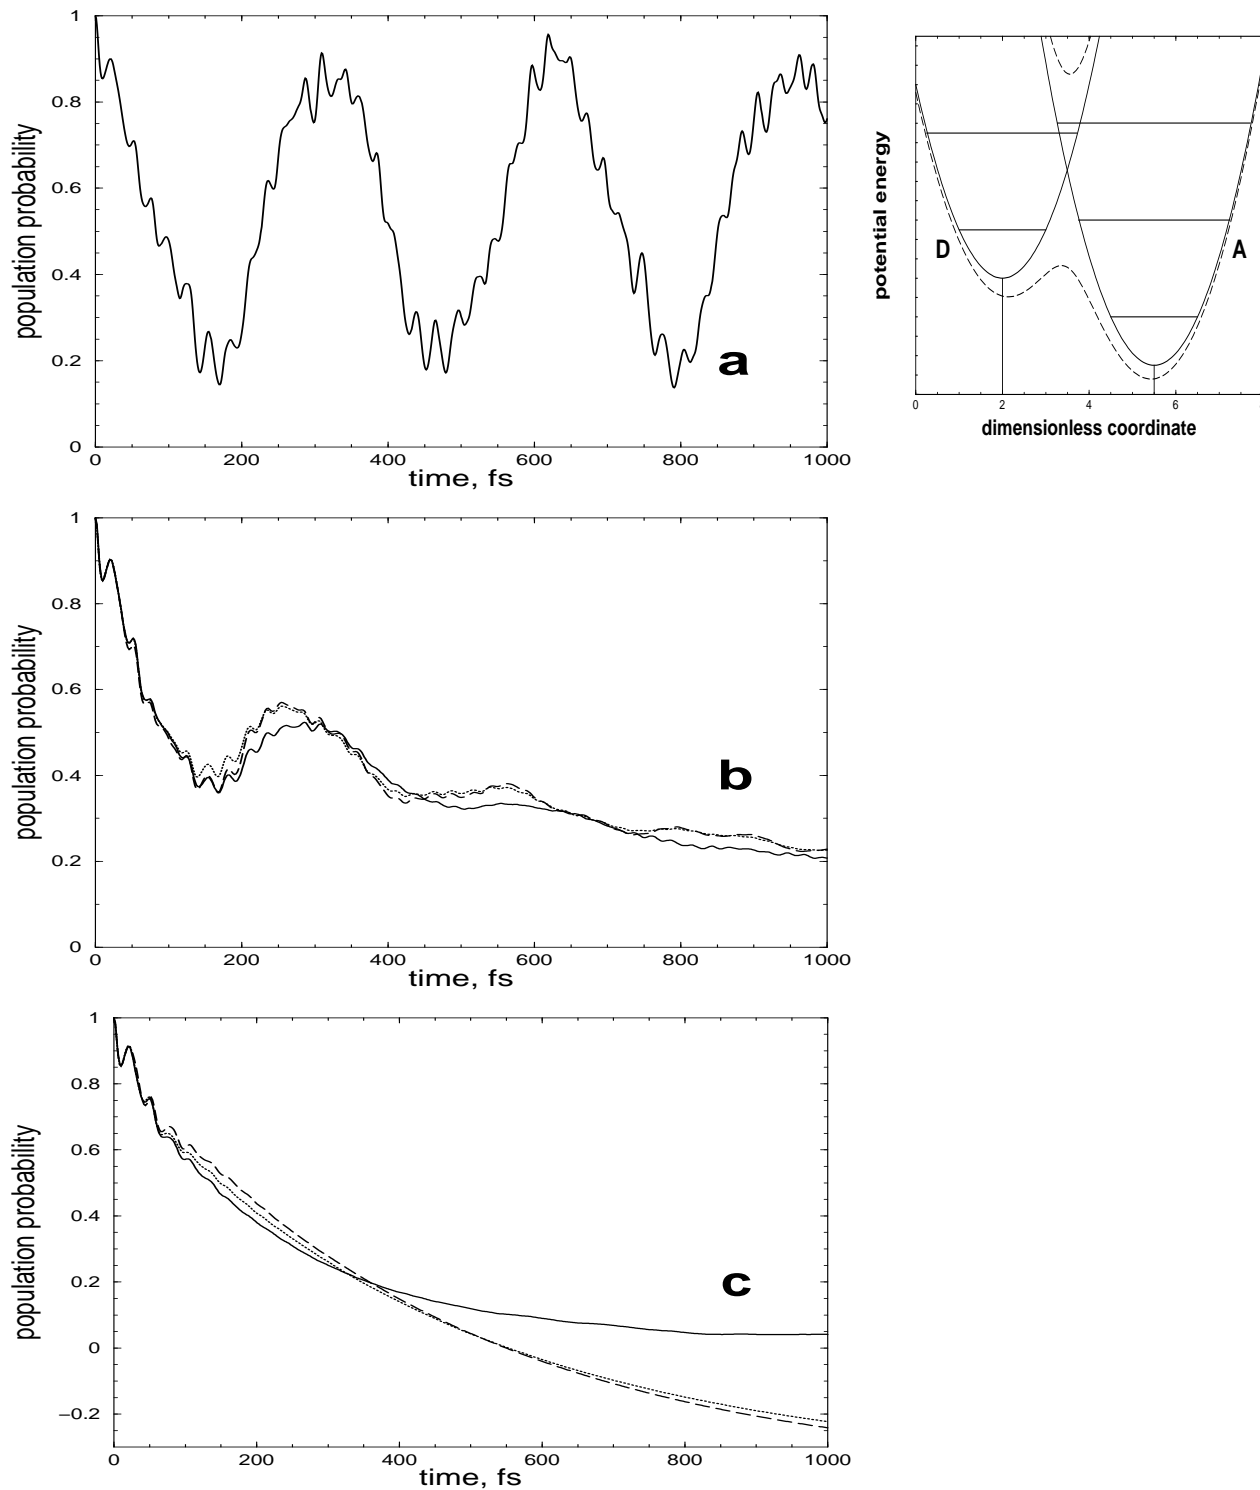 1
0.8
0.6
0.4
0.2
0
population probability
a
0 200 400 600 800 1000
time, fs
potential energy
D
A
0 2 4 6 8
dimensionless coordinate
1
0.8
0.6
0.4
0.2
0
population probability
b
0 200 400 600 800 1000
time, fs
1
0.8
0.6
0.4
0.2
0
−0.2
population probability
c
0 200 400 600 800 1000
time, fs